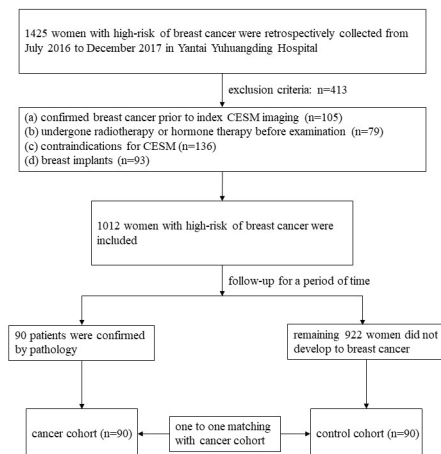 1425 women with high-risk of breast cancer were retrospectively collected from
July 2016 to December 2017 in Yantai Yuhuangding Hospital
exclusion criteria: n=413
(a) confirmed breast cancer prior to index CESM imaging (n=105)
(b) undergone radiotherapy or hormone therapy before examination (n=79)
(c) contraindications for CESM (n=136)
(d) breast implants (n=93)
1012 women with high-risk of breast cancer were
included
follow-up for a period of time
90 patients were confirmed
by pathology
remaining 922 women did not
develop to breast cancer
cancer cohort (n=90)
one to one matching
with cancer cohort
control cohort (n=90)